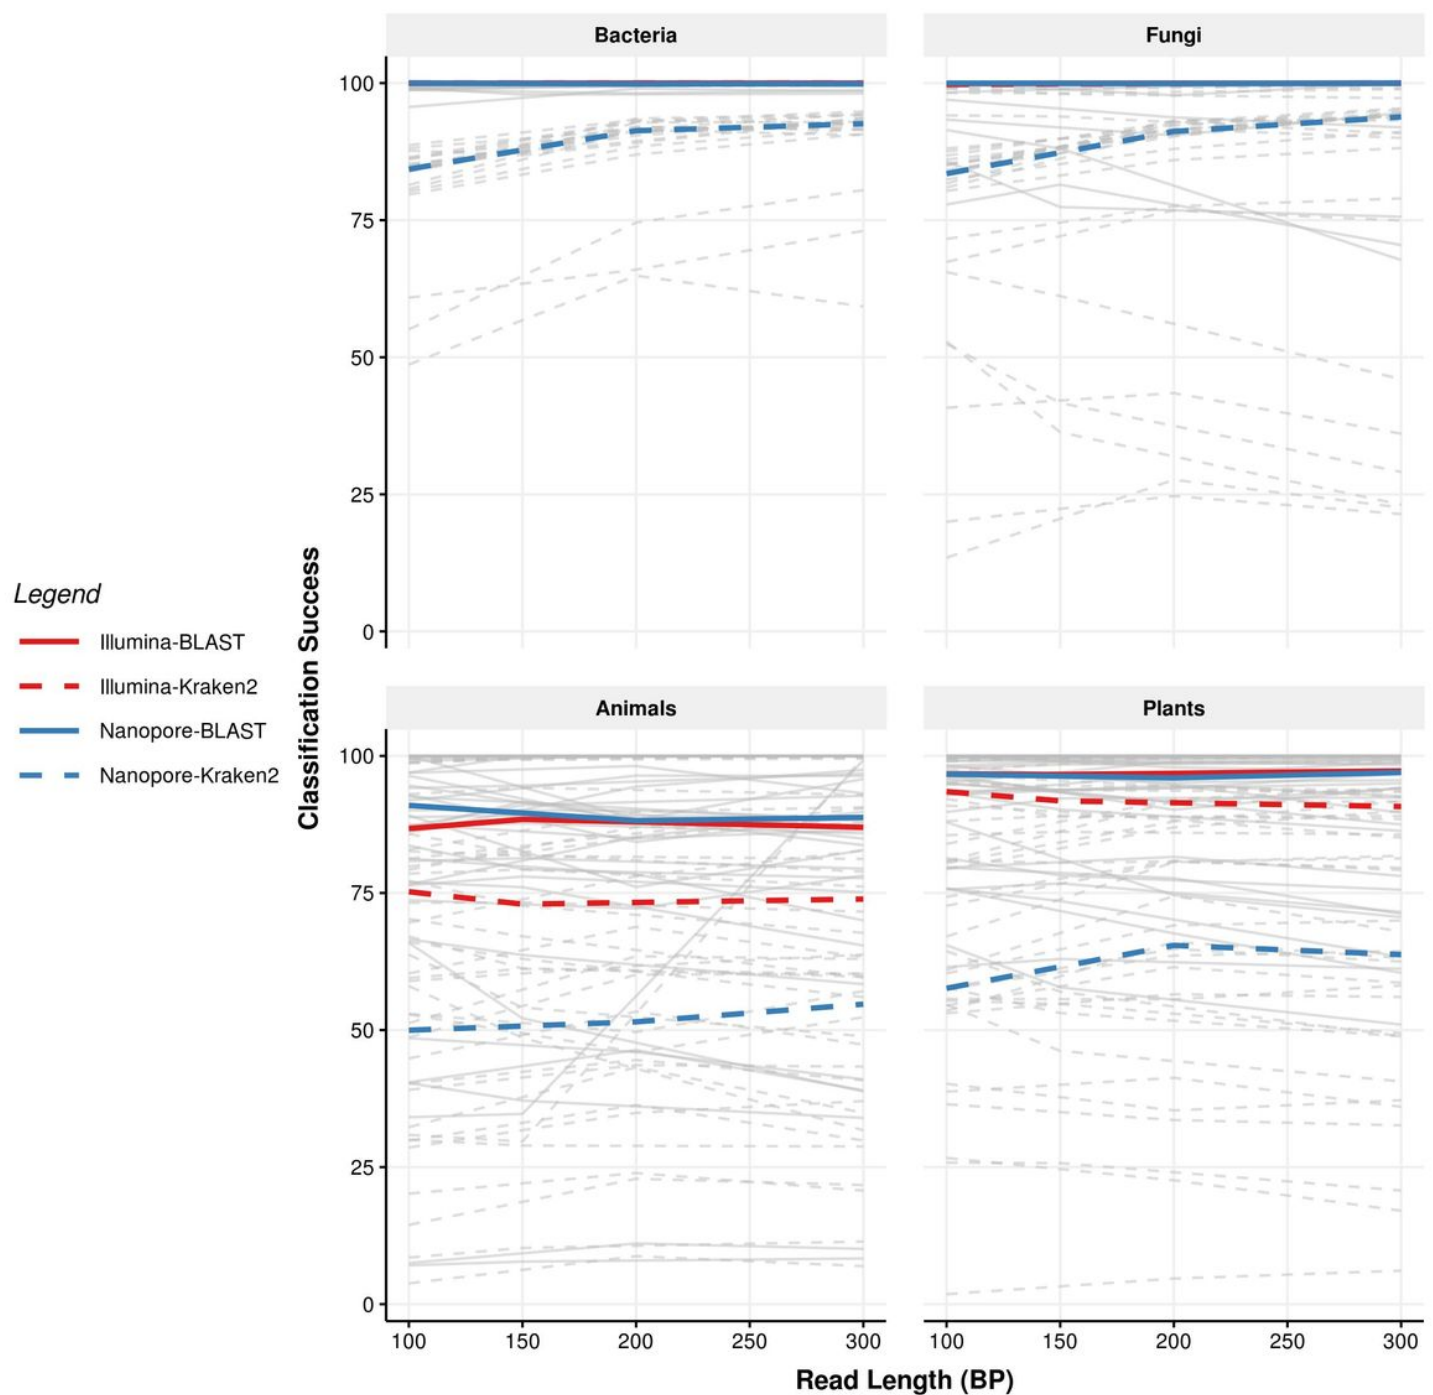 Bacteria
Fungi
100
75
50
25
0
Legend
Illumina-BLAST
Illumina-Kraken2
Nanopore-BLAST
Nanopore-Kraken2
Classification Success
Animals
Plants
100
75
50
25
0
100 150 200 250 300
100 150 200 250 300
Read Length (BP)